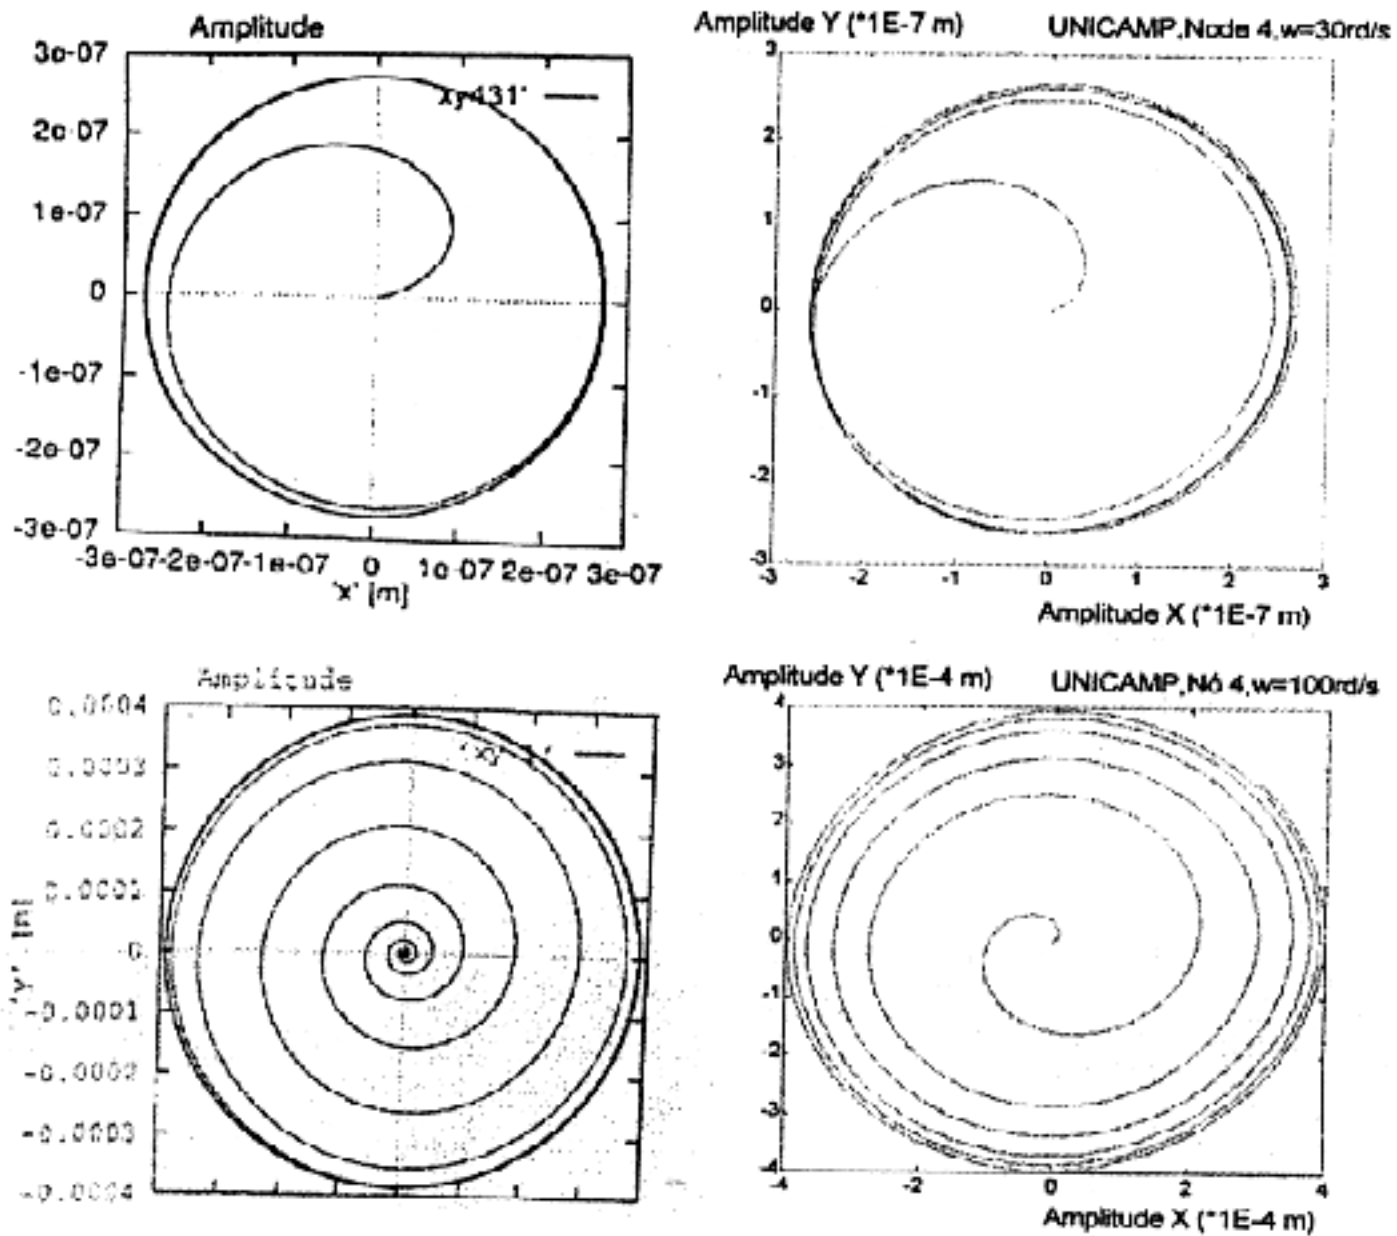 Amplitude
3e-07
2e-07
1e-07
0
-1e-07
-2e-07
-3e-07
-3e-07-2e-07-1e-07 0 1e-07 2e-07 3e-07
'x' [m]
xy431'
Amplitude Y (*1E-7 m) UNICAMP,Node 4,w=30rd/s
3
2
1
0
-1
-2
-3
-3 -2 -1 0 1 2 3
Amplitude X (*1E-7 m)
Amplitude
0.0004
0.0003
0.0002
0.0001
0
-0.0001
-0.0002
-0.0003
-0.0004
'Y' [m]
Amplitude Y (*1E-4 m) UNICAMP,Nó 4,w=100rd/s
4
3
2
1
0
-1
-2
-3
-4
-4 -2 0 2 4
Amplitude X (*1E-4 m)